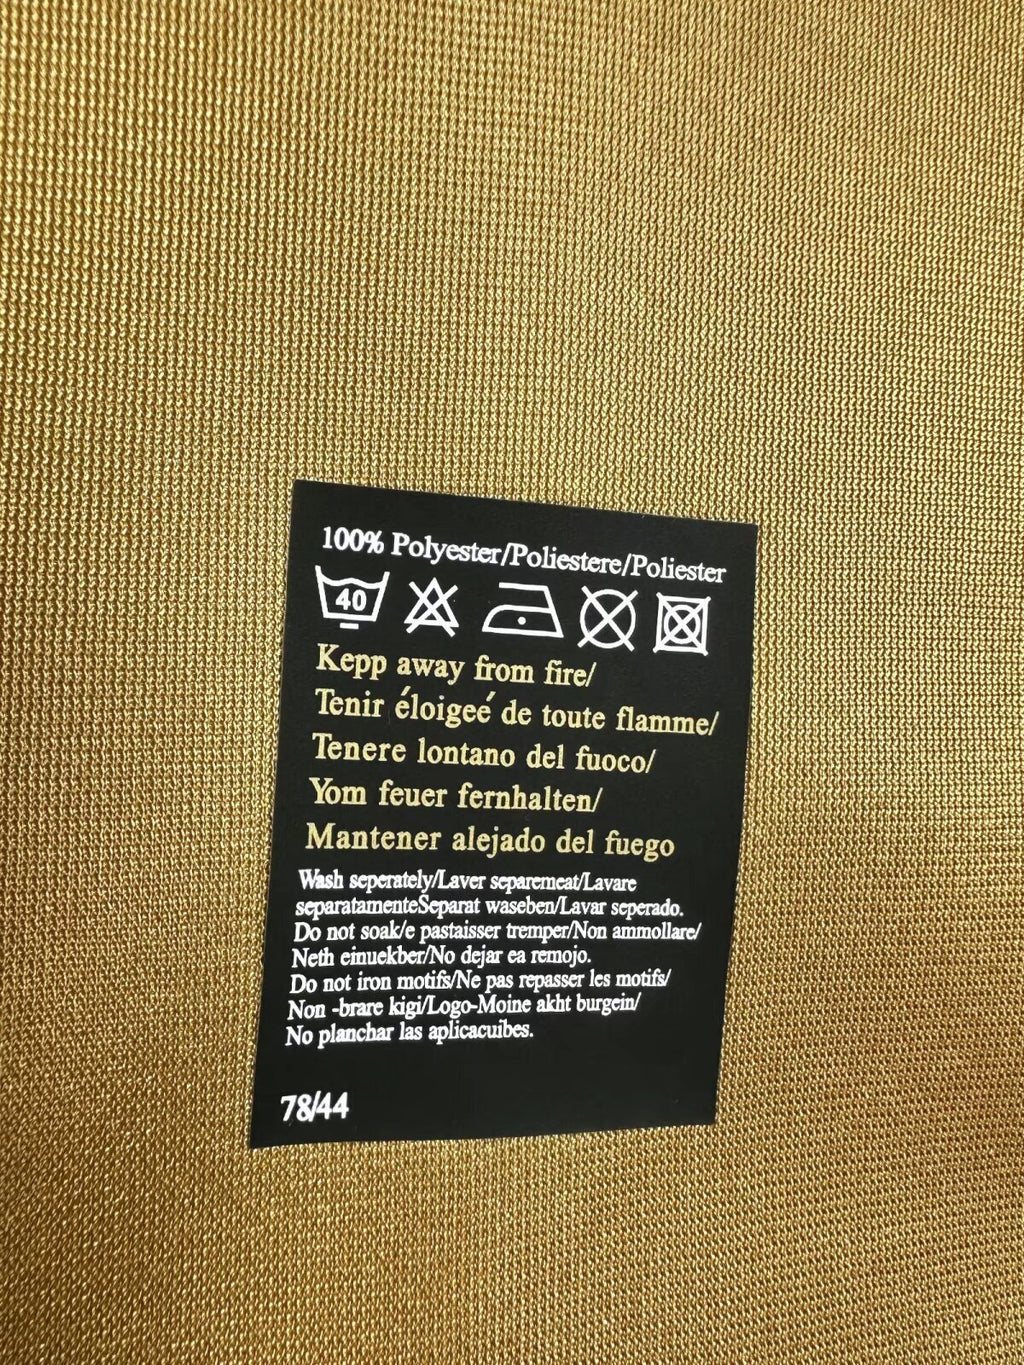 100% Polyester/Poliestere/Poliester
40
Kepp away from fire/
Tenir éloigeé de toute flamme/
Tenere lontano del fuoco/
Yom feuer fernhalten/
Mantener alejado del fuego
Wash seperately/Laver separemeat/Lavare
separatamenteSeparat waseben/Lavar seperado.
Do not soak/e pastaisser tremper/Non ammollare/
Neth einuekber/No dejar ea remojo.
Do not iron motifs/Ne pas repasser les motifs/
Non -brare kigi/Logo-Moine akht burgein/
No planchar las aplicacuibes.
78/44